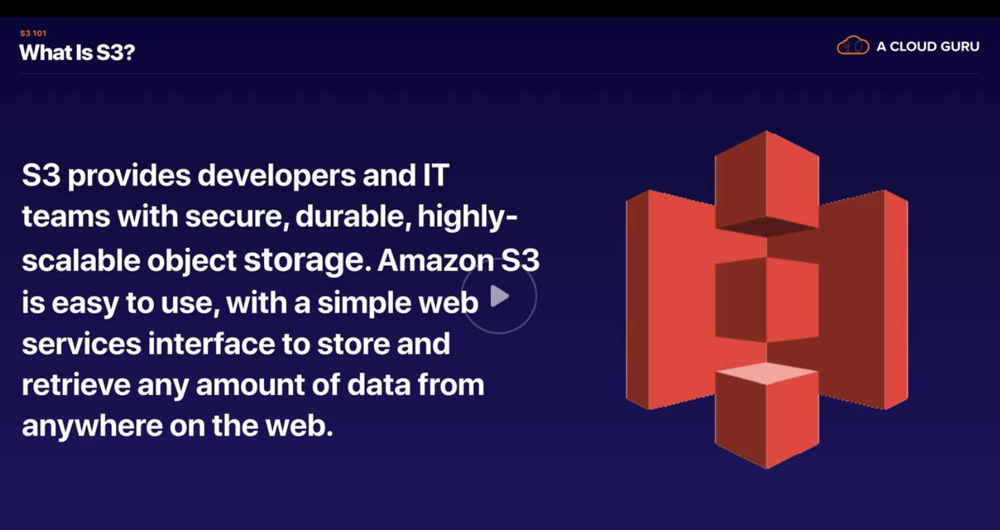 S3 101
What Is S3?
A CLOUD GURU
S3 provides developers and IT
teams with secure, durable, highly-
scalable object storage. Amazon S3
is easy to use, with a simple web
services interface to store and
retrieve any amount of data from
anywhere on the web.